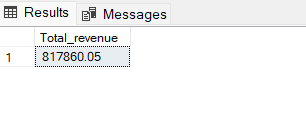 Results Messages
Total_revenue
1 817860.05